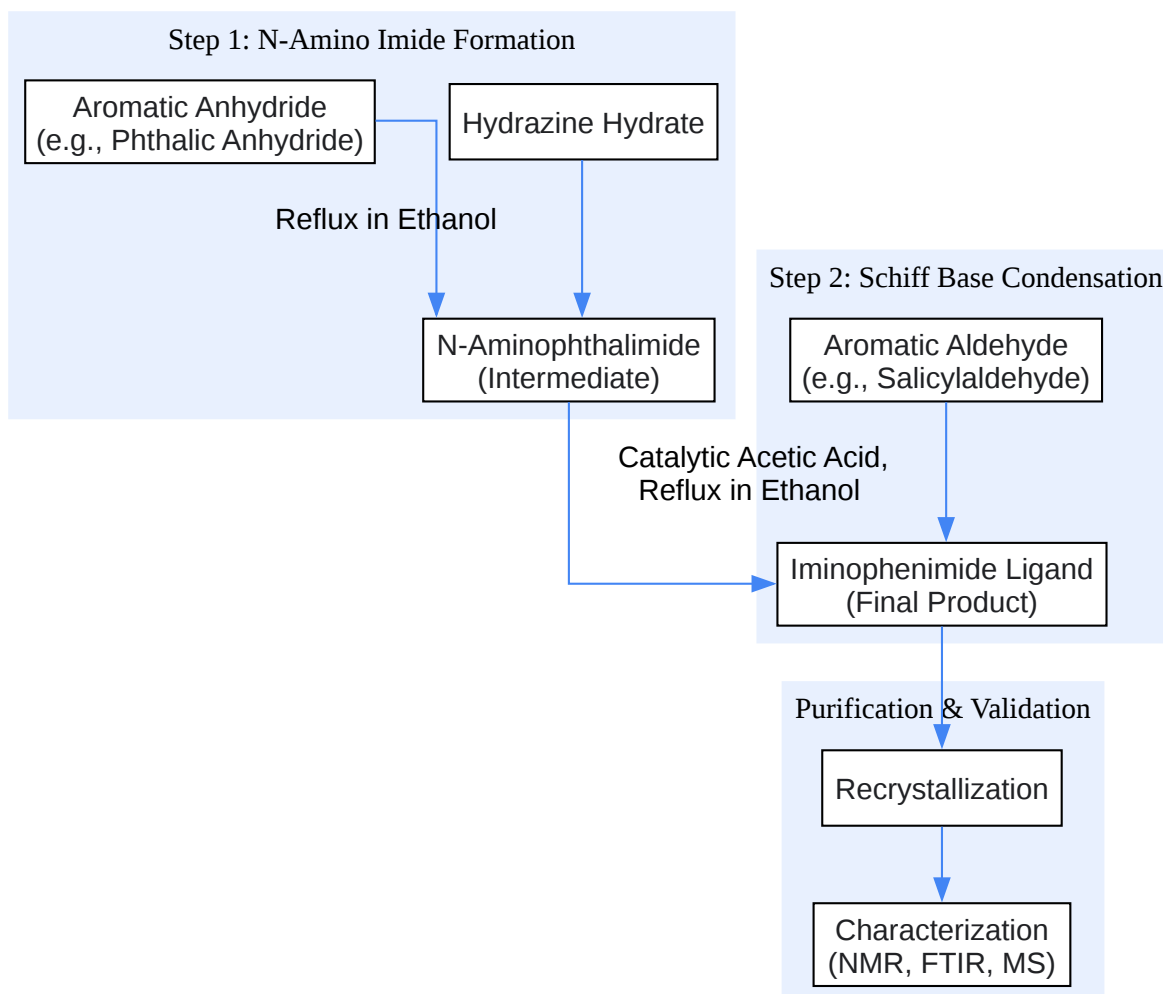 Step 1: N-Amino Imide Formation
Aromatic Anhydride
(e.g., Phthalic Anhydride)
Hydrazine Hydrate
Reflux in Ethanol
N-Aminophthalimide
(Intermediate)
Step 2: Schiff Base Condensation
Aromatic Aldehyde
(e.g., Salicylaldehyde)
Catalytic Acetic Acid,
Reflux in Ethanol
Iminophenimide Ligand
(Final Product)
Purification & Validation
Recrystallization
Characterization
(NMR, FTIR, MS)